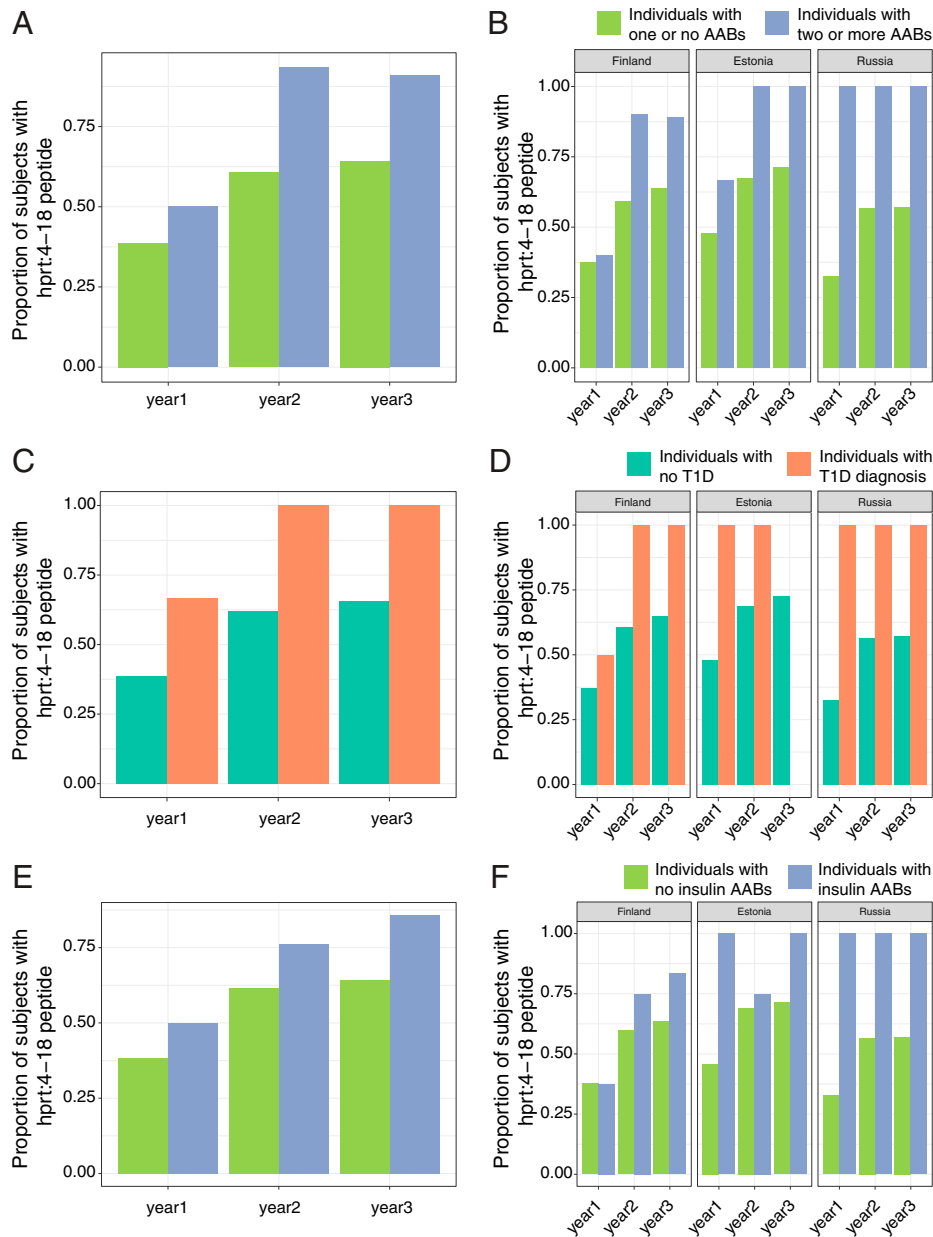 A
Proportion of subjects with
hprt:4–18 peptide
0.75
0.50
0.25
0.00
year1 year2 year3
B
Individuals with
one or no AABs
Individuals with
two or more AABs
Finland Estonia Russia
Proportion of subjects with
hprt:4–18 peptide
1.00
0.75
0.50
0.25
0.00
year1 year2 year3 year1 year2 year3 year1 year2 year3
C
Proportion of subjects with
hprt:4–18 peptide
1.00
0.75
0.50
0.25
0.00
year1 year2 year3
D
Individuals with
no T1D
Individuals with
T1D diagnosis
Finland Estonia Russia
Proportion of subjects with
hprt:4–18 peptide
1.00
0.75
0.50
0.25
0.00
year1 year2 year3 year1 year2 year3 year1 year2 year3
E
Proportion of subjects with
hprt:4–18 peptide
0.75
0.50
0.25
0.00
year1 year2 year3
F
Individuals with
no insulin AABs
Individuals with
insulin AABs
Finland Estonia Russia
Proportion of subjects with
hprt:4–18 peptide
1.00
0.75
0.50
0.25
0.00
year1 year2 year3 year1 year2 year3 year1 year2 year3